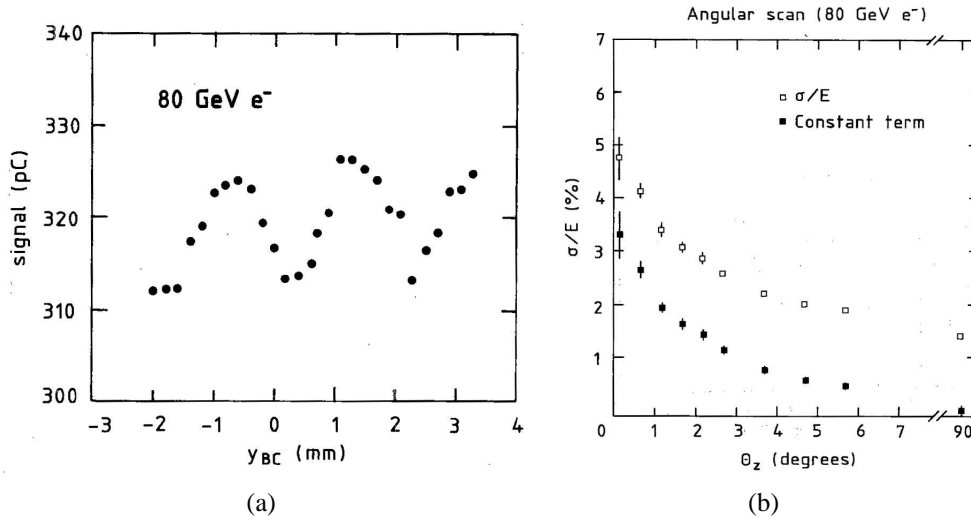 340
330
320
310
300
signal (pC)
80 GeV e⁻
−3 −2 −1 0 1 2 3 4
y_BC (mm)
(a)
Angular scan (80 GeV e⁻)
7
6
5
4
3
2
1
σ/E (%)
□ σ/E
■ Constant term
0 1 2 3 4 5 6 7 90
θ_z (degrees)
(b)